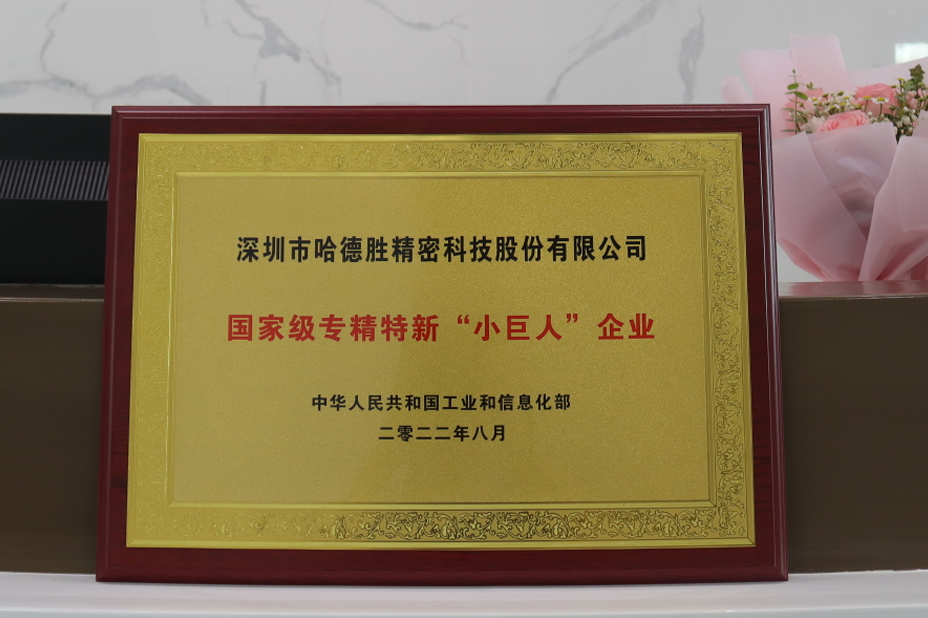 深圳市哈德胜精密科技股份有限公司
国家级专精特新“小巨人”企业
中华人民共和国工业和信息化部
二零二二年八月